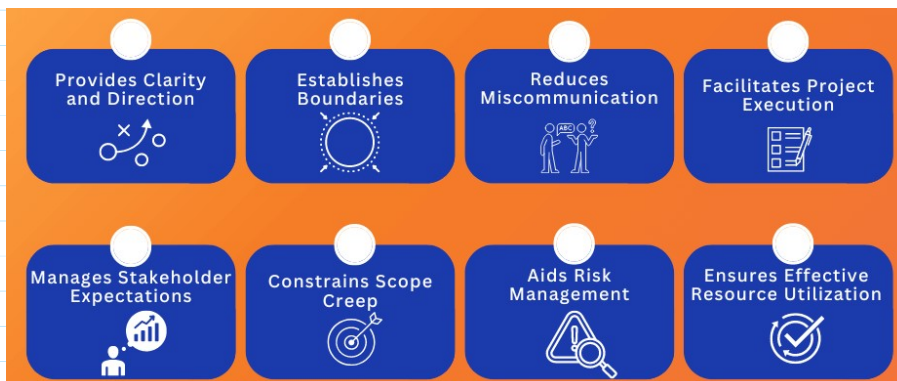 Provides Clarity
and Direction
Establishes
Boundaries
Reduces
Miscommunication
ABC
?
Facilitates Project
Execution
Manages Stakeholder
Expectations
Constrains Scope
Creep
Aids Risk
Management
Ensures Effective
Resource Utilization